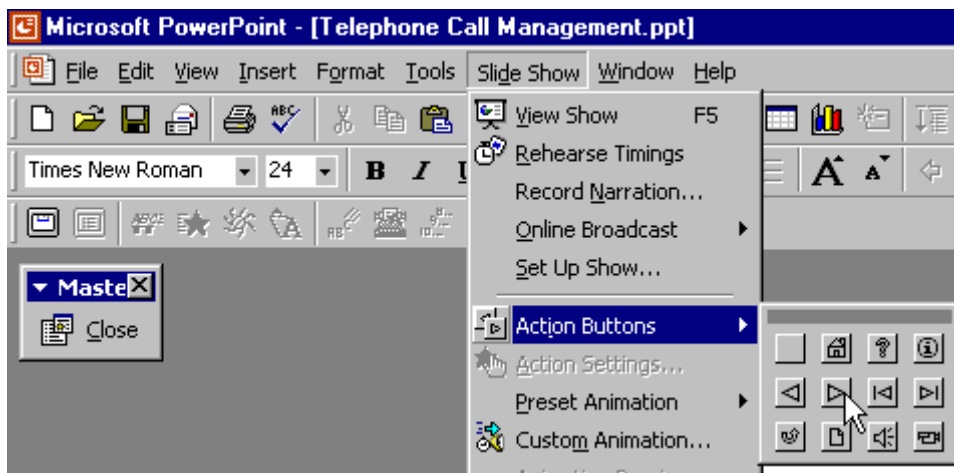 Microsoft PowerPoint - [Telephone Call Management.ppt]
File Edit View Insert Format Tools Slide Show Window Help
ABC
View Show F5
Times New Roman 24 B I U
Rehearse Timings
A A
Record Narration...
Online Broadcast
Set Up Show...
Maste
Close
Action Buttons
Action Settings...
Preset Animation
Custom Animation...